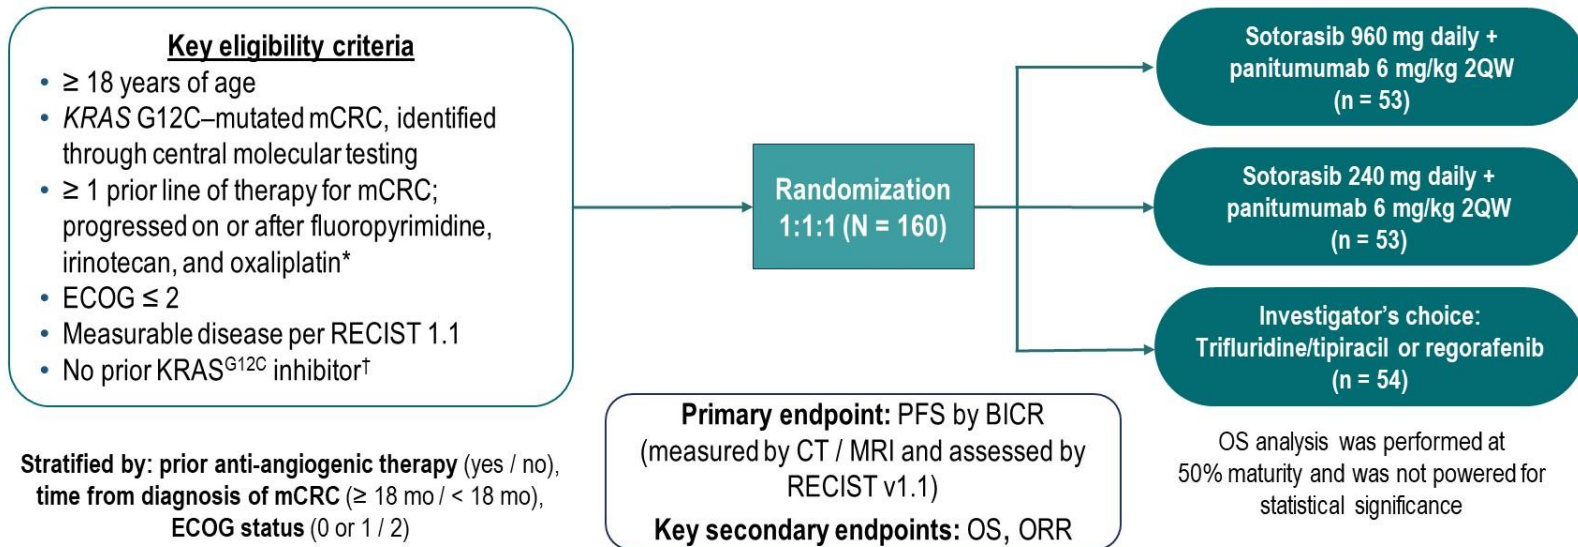 Key eligibility criteria
• ≥ 18 years of age
• KRAS G12C–mutated mCRC, identified
through central molecular testing
• ≥ 1 prior line of therapy for mCRC;
progressed on or after fluoropyrimidine,
irinotecan, and oxaliplatin*
• ECOG ≤ 2
• Measurable disease per RECIST 1.1
• No prior KRASG12C inhibitor†
Stratified by: prior anti-angiogenic therapy (yes / no),
time from diagnosis of mCRC (≥ 18 mo / < 18 mo),
ECOG status (0 or 1 / 2)
Randomization
1:1:1 (N = 160)
Primary endpoint: PFS by BICR
(measured by CT / MRI and assessed by
RECIST v1.1)
Key secondary endpoints: OS, ORR
Sotorasib 960 mg daily +
panitumumab 6 mg/kg 2QW
(n = 53)
Sotorasib 240 mg daily +
panitumumab 6 mg/kg 2QW
(n = 53)
Investigator's choice:
Trifluridine/tipiracil or regorafenib
(n = 54)
OS analysis was performed at
50% maturity and was not powered for
statistical significance